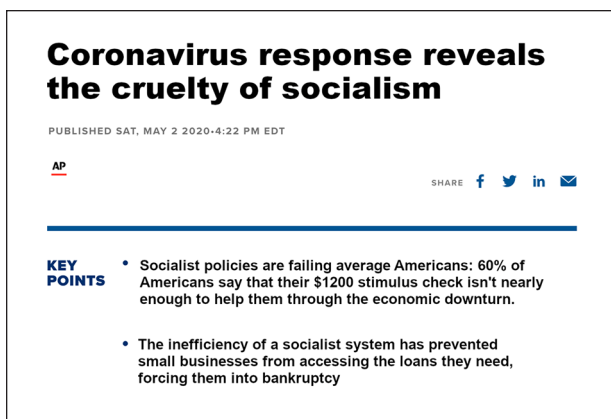 Coronavirus response reveals
the cruelty of socialism
PUBLISHED SAT, MAY 2 2020•4:22 PM EDT
AP
SHARE
KEY
POINTS
• Socialist policies are failing average Americans: 60% of
Americans say that their $1200 stimulus check isn't nearly
enough to help them through the economic downturn.
• The inefficiency of a socialist system has prevented
small businesses from accessing the loans they need,
forcing them into bankruptcy